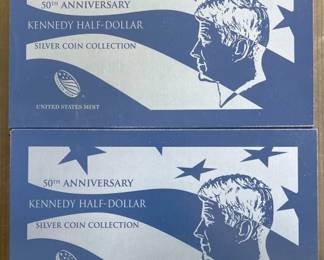 50TH ANNIVERSARY
KENNEDY HALF-DOLLAR
SILVER COIN COLLECTION
UNITED STATES MINT
50TH ANNIVERSARY
KENNEDY HALF-DOLLAR
SILVER COIN COLLECTION